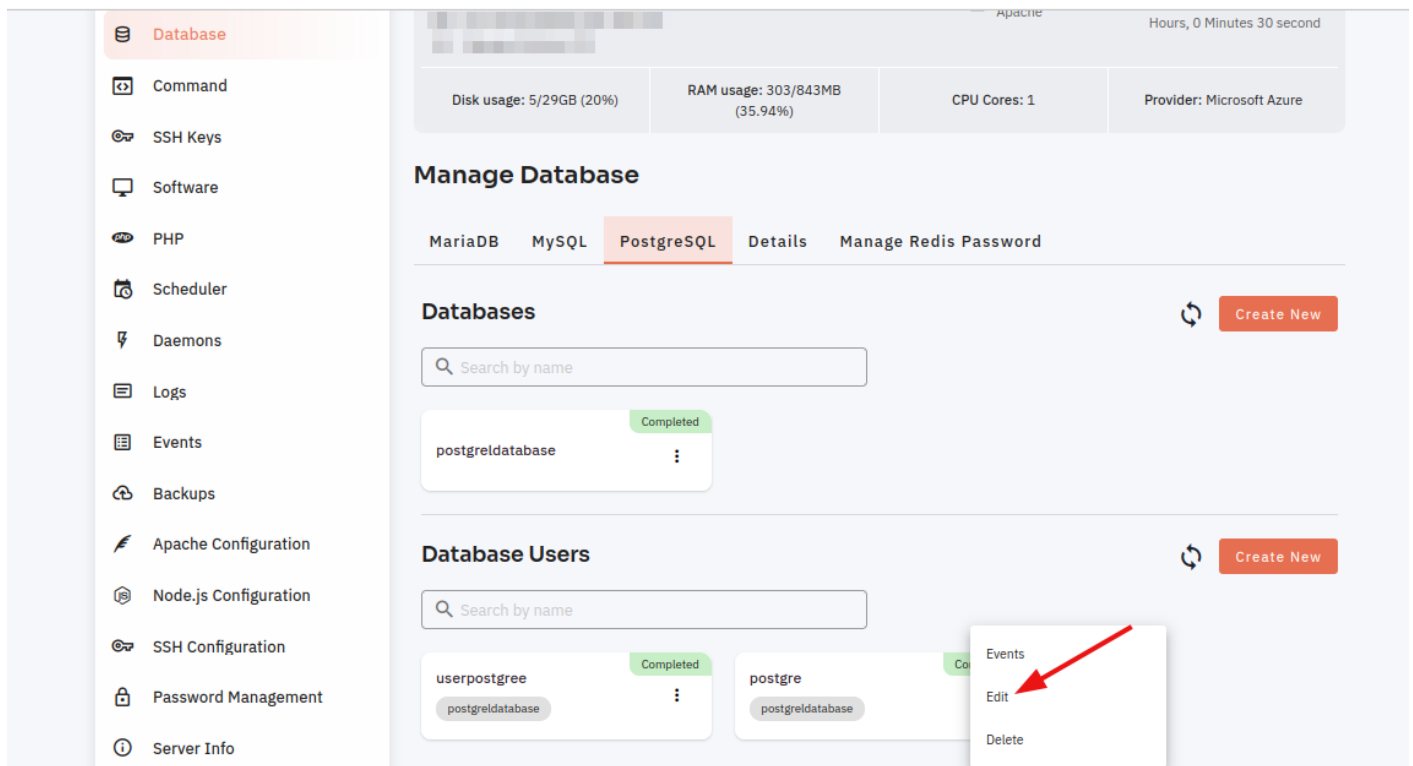 Database
Command
SSH Keys
Software
PHP
Scheduler
Daemons
Logs
Events
Backups
Apache Configuration
Node.js Configuration
SSH Configuration
Password Management
Server Info
Apache
Hours, 0 Minutes 30 second
Disk usage: 5/29GB (20%)
RAM usage: 303/843MB
(35.94%)
CPU Cores: 1
Provider: Microsoft Azure
Manage Database
MariaDB MySQL PostgreSQL Details Manage Redis Password
Databases
Create New
Search by name
Completed
postgreldatabase
Database Users
Create New
Search by name
Completed
userpostgree
postgreldatabase
postgre
postgreldatabase
Events
Edit
Delete